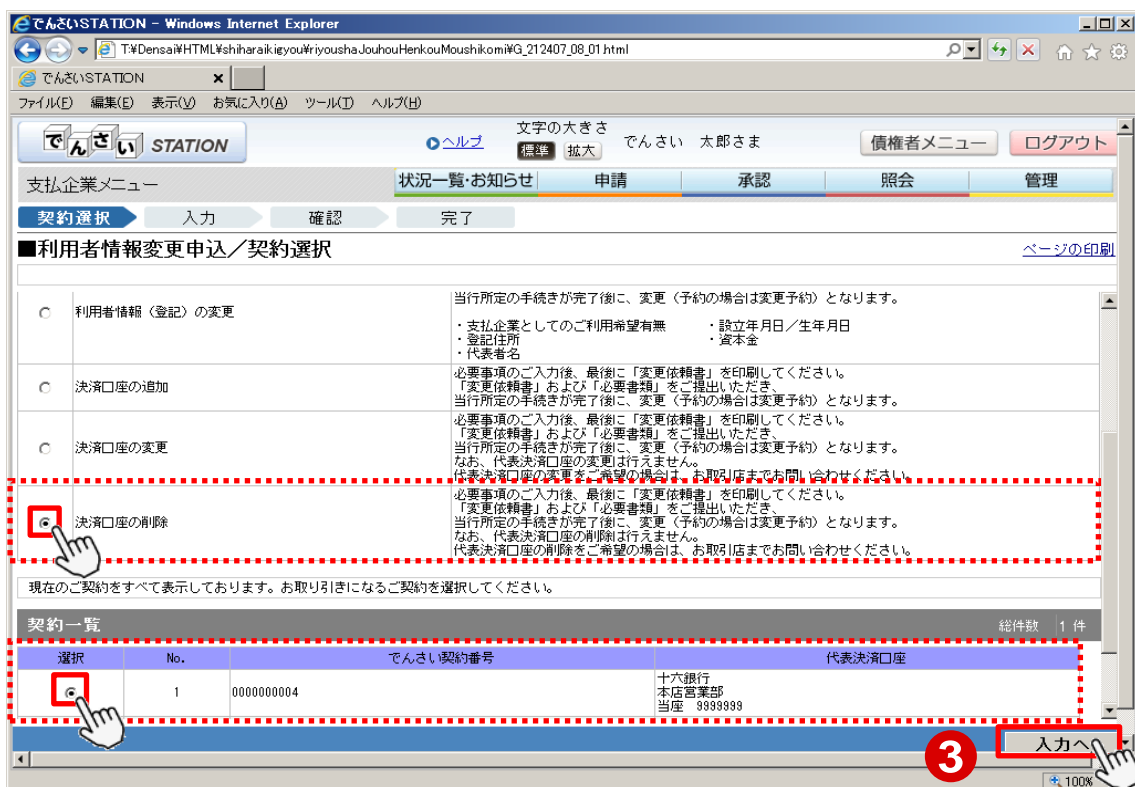 でんさいSTATION - Windows Internet Explorer
T:¥Densai¥HTML¥shiharaikigyou¥riyoushaJouhouHenkouMoushikomi¥G_212407_08_01.html
でんさいSTATION
ファイル(F) 編集(E) 表示(V) お気に入り(A) ツール(T) ヘルプ(H)
でんさい STATION
ヘルプ
文字の大きさ
標準 拡大
でんさい 太郎さま
債権者メニュー
ログアウト
支払企業メニュー
状況一覧・お知らせ 申請 承認 照会 管理
契約選択 入力 確認 完了
■利用者情報変更申込／契約選択
ページの印刷
利用者情報（登記）の変更
当行所定の手続きが完了後に、変更（予約の場合は変更予約）となります。
・支払企業としてのご利用希望有無 ・設立年月日／生年月日
・登記住所 ・資本金
・代表者名
決済口座の追加
必要事項のご入力後、最後に「変更依頼書」を印刷してください。
「変更依頼書」および「必要書類」をご提出いただき、
当行所定の手続きが完了後に、変更（予約の場合は変更予約）となります。
決済口座の変更
必要事項のご入力後、最後に「変更依頼書」を印刷してください。
「変更依頼書」および「必要書類」をご提出いただき、
当行所定の手続きが完了後に、変更（予約の場合は変更予約）となります。
なお、代表決済口座の変更は行えません。
代表決済口座の変更をご希望の場合は、お取引店までお問い合わせください。
決済口座の削除
必要事項のご入力後、最後に「変更依頼書」を印刷してください。
「変更依頼書」および「必要書類」をご提出いただき、
当行所定の手続きが完了後に、変更（予約の場合は変更予約）となります。
なお、代表決済口座の削除は行えません。
代表決済口座の削除をご希望の場合は、お取引店までお問い合わせください。
現在のご契約をすべて表示しております。お取り引きになるご契約を選択してください。
契約一覧
総件数 1 件
選択 No. でんさい契約番号 代表決済口座
1 0000000004
十六銀行
本店営業部
当座 9999999
3
入力へ
100%